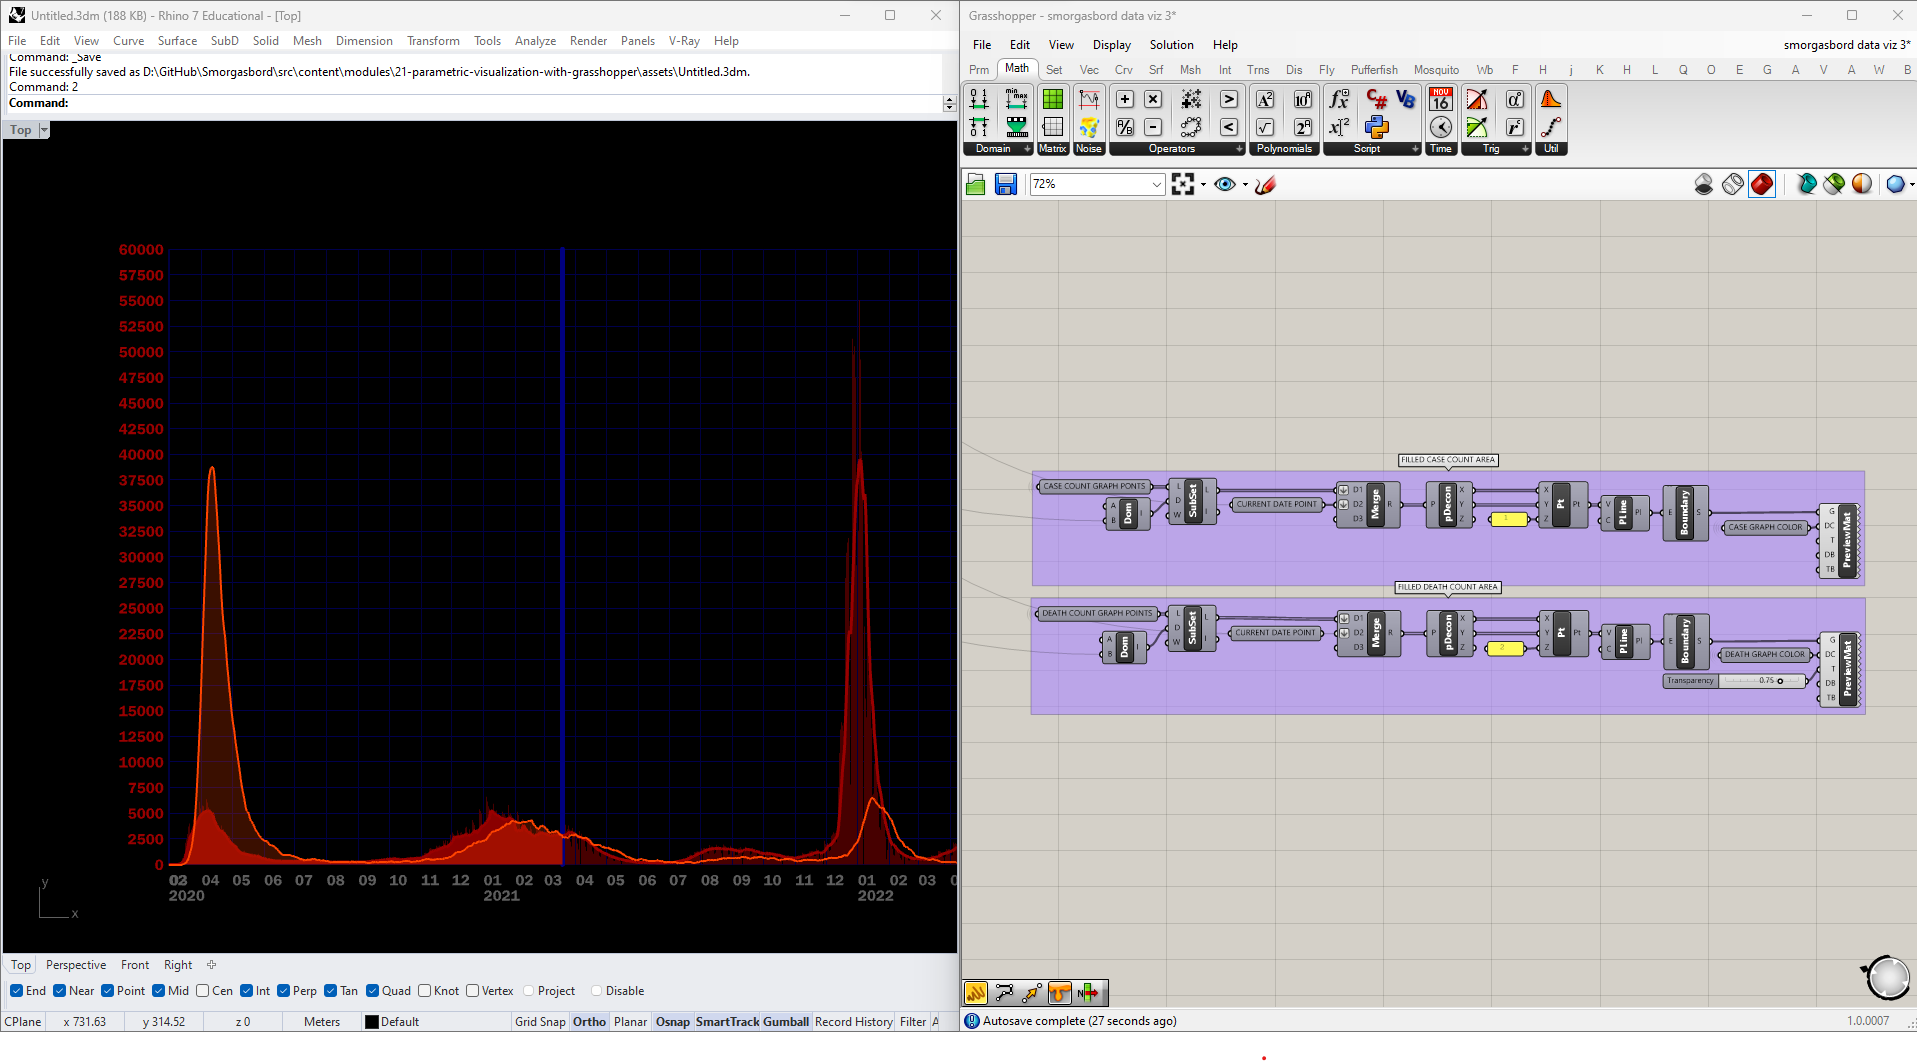 Untitled.3dm (188 KB) - Rhino 7 Educational - [Top]
File Edit View Curve Surface SubD Solid Mesh Dimension Transform Tools Analyze Render Panels V-Ray Help
Command: _Save
File successfully saved as D:\GitHub\Smorgasbord\src\content\modules\21-parametric-visualization-with-grasshopper\assets\Untitled.3dm.
Command: 2
Command:
Top
60000
57500
55000
52500
50000
47500
45000
42500
40000
37500
35000
32500
30000
27500
25000
22500
20000
17500
15000
12500
10000
7500
5000
2500
0
04 05 06 07 08 09 10 11 12 01 02 03 04 05 06 07 08 09 10 11 12 01 02 03
2020 2021 2022
y
x
Top Perspective Front Right
End Near Point Mid Cen Int Perp Tan Quad Knot Vertex Project Disable
CPlane x 731.63 y 314.52 z 0 Meters Default Grid Snap Ortho Planar Osnap SmartTrack Gumball Record History Filter A
Grasshopper - smorgasbord data viz 3*
File Edit View Display Solution Help smorgasbord data viz 3*
Prm Math Set Vec Crv Srf Msh Int Trns Dis Fly Pufferfish Mosquito Wb F H j K H L Q O E G A V A W B
Domain Matrix Noise Operators Polynomials Script Time Trig Util
NOV
16
72%
FILLED CASE COUNT AREA
CASE COUNT GRAPH PONTS
A B Dom I
L D W SubSet L I
CURRENT DATE POINT
D1 D2 D3 Merge R
P pDecon X Y Z
1
X Y Z Pt Pt
V C PLine Pl
E Boundary S
CASE GRAPH COLOR
G DC T DB TB PreviewMat
FILLED DEATH COUNT AREA
DEATH COUNT GRAPH POINTS
A B Dom I
L D W SubSet L I
CURRENT DATE POINT
D1 D2 D3 Merge R
P pDecon X Y Z
2
X Y Z Pt Pt
V C PLine Pl
E Boundary S
DEATH GRAPH COLOR
Transparency 0.75
G DC T DB TB PreviewMat
Autosave complete (27 seconds ago)
1.0.0007